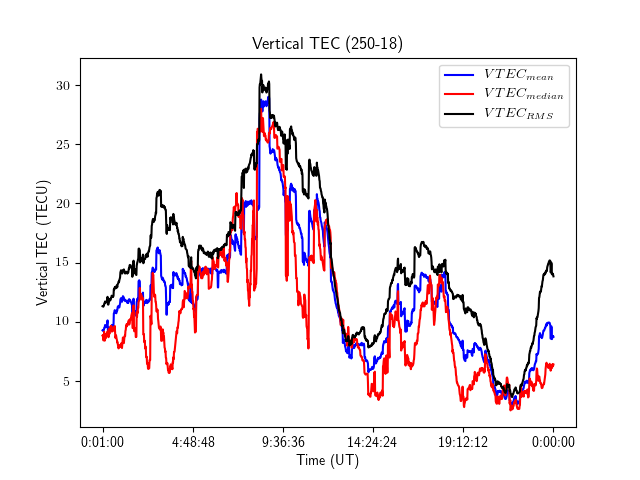 Vertical TEC (250-18)
VTEC_mean
VTEC_median
VTEC_RMS
Vertical TEC (TECU)
30
25
20
15
10
5
0:01:00 4:48:48 9:36:36 14:24:24 19:12:12 0:00:00
Time (UT)